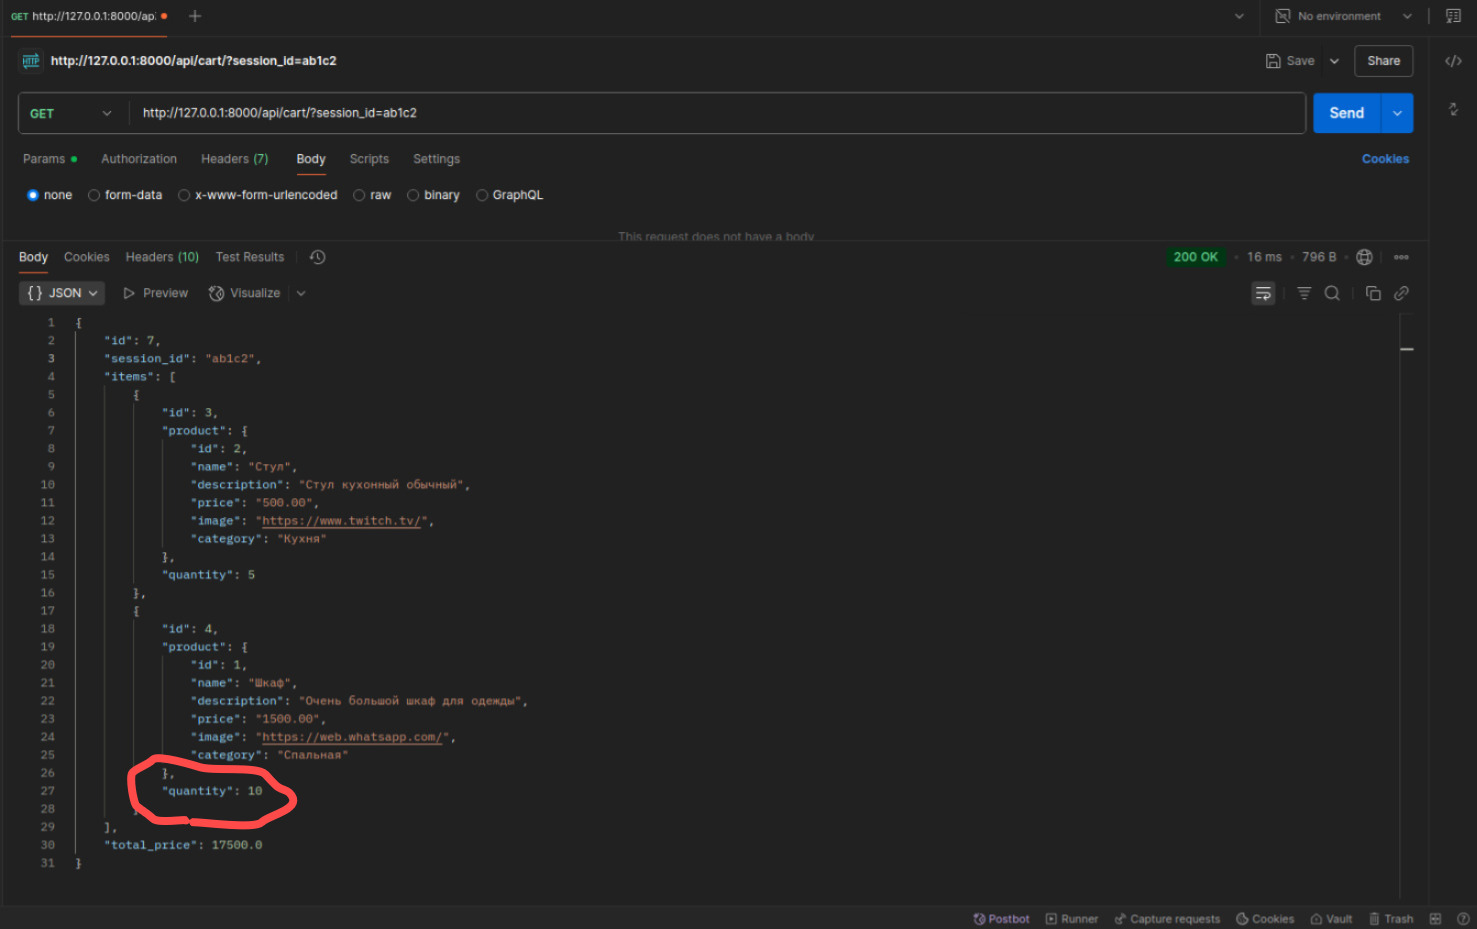 GET http://127.0.0.1:8000/ap
No environment
HTTP http://127.0.0.1:8000/api/cart/?session_id=ab1c2
Save
Share
GET http://127.0.0.1:8000/api/cart/?session_id=ab1c2
Send
Params Authorization Headers (7) Body Scripts Settings
Cookies
none form-data x-www-form-urlencoded raw binary GraphQL
This request does not have a body
Body Cookies Headers (10) Test Results
200 OK • 16 ms • 796 B
{} JSON Preview Visualize
1 {
2 "id": 7,
3 "session_id": "ab1c2",
4 "items": [
5 {
6 "id": 3,
7 "product": {
8 "id": 2,
9 "name": "Стул",
10 "description": "Стул кухонный обычный",
11 "price": "500.00",
12 "image": "https://www.twitch.tv/",
13 "category": "Кухня"
14 },
15 "quantity": 5
16 },
17 {
18 "id": 4,
19 "product": {
20 "id": 1,
21 "name": "Шкаф",
22 "description": "Очень большой шкаф для одежды",
23 "price": "1500.00",
24 "image": "https://web.whatsapp.com/",
25 "category": "Спальная"
26 },
27 "quantity": 10
28
29 ],
30 "total_price": 17500.0
31 }
Postbot Runner Capture requests Cookies Vault Trash